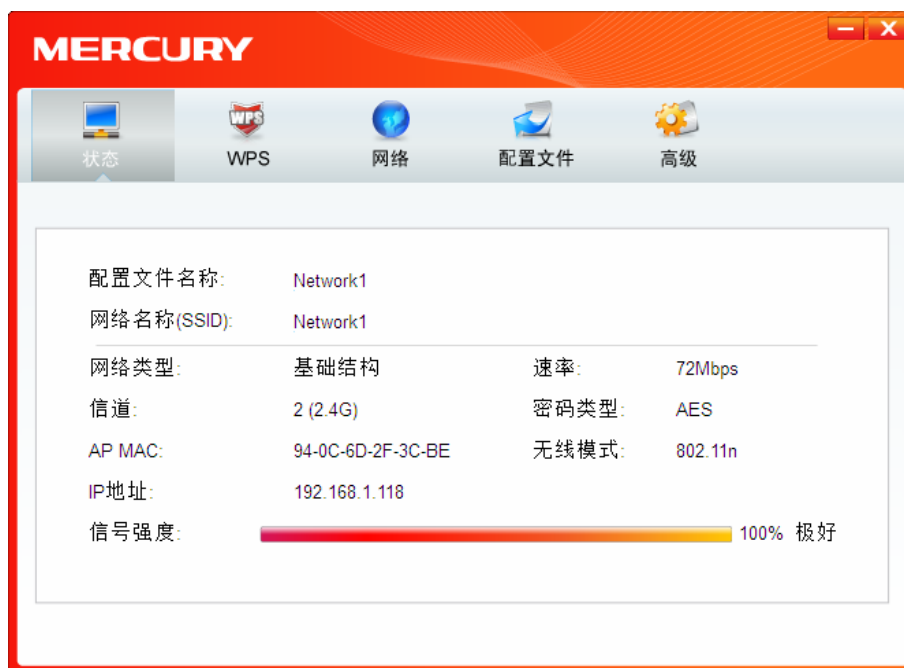 MERCURY
状态
WPS
WPS
网络
配置文件
高级
配置文件名称: Network1
网络名称(SSID): Network1
网络类型: 基础结构 速率: 72Mbps
信道: 2 (2.4G) 密码类型: AES
AP MAC: 94-0C-6D-2F-3C-BE 无线模式: 802.11n
IP地址: 192.168.1.118
信号强度: 100% 极好